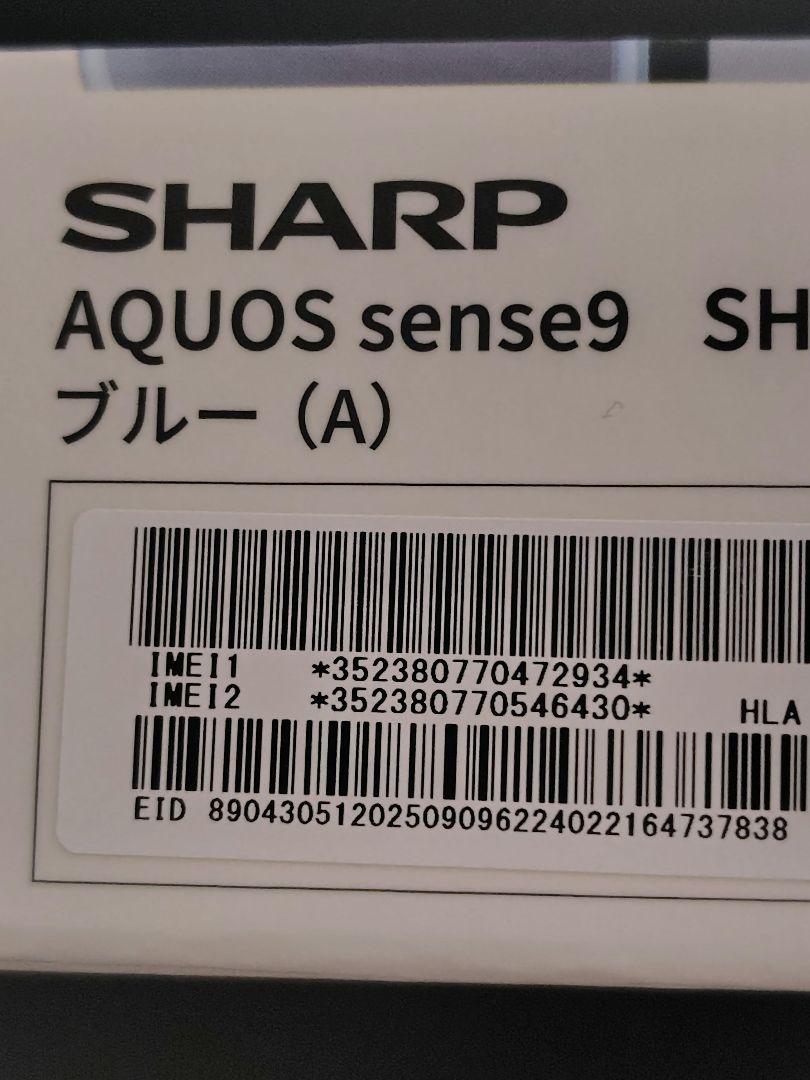 SHARP
AQUOS sense9 SH
ブルー（A）
IMEI1 *352380770472934*
IMEI2 *352380770546430* HLA
EID 89043051202509096224022164737838